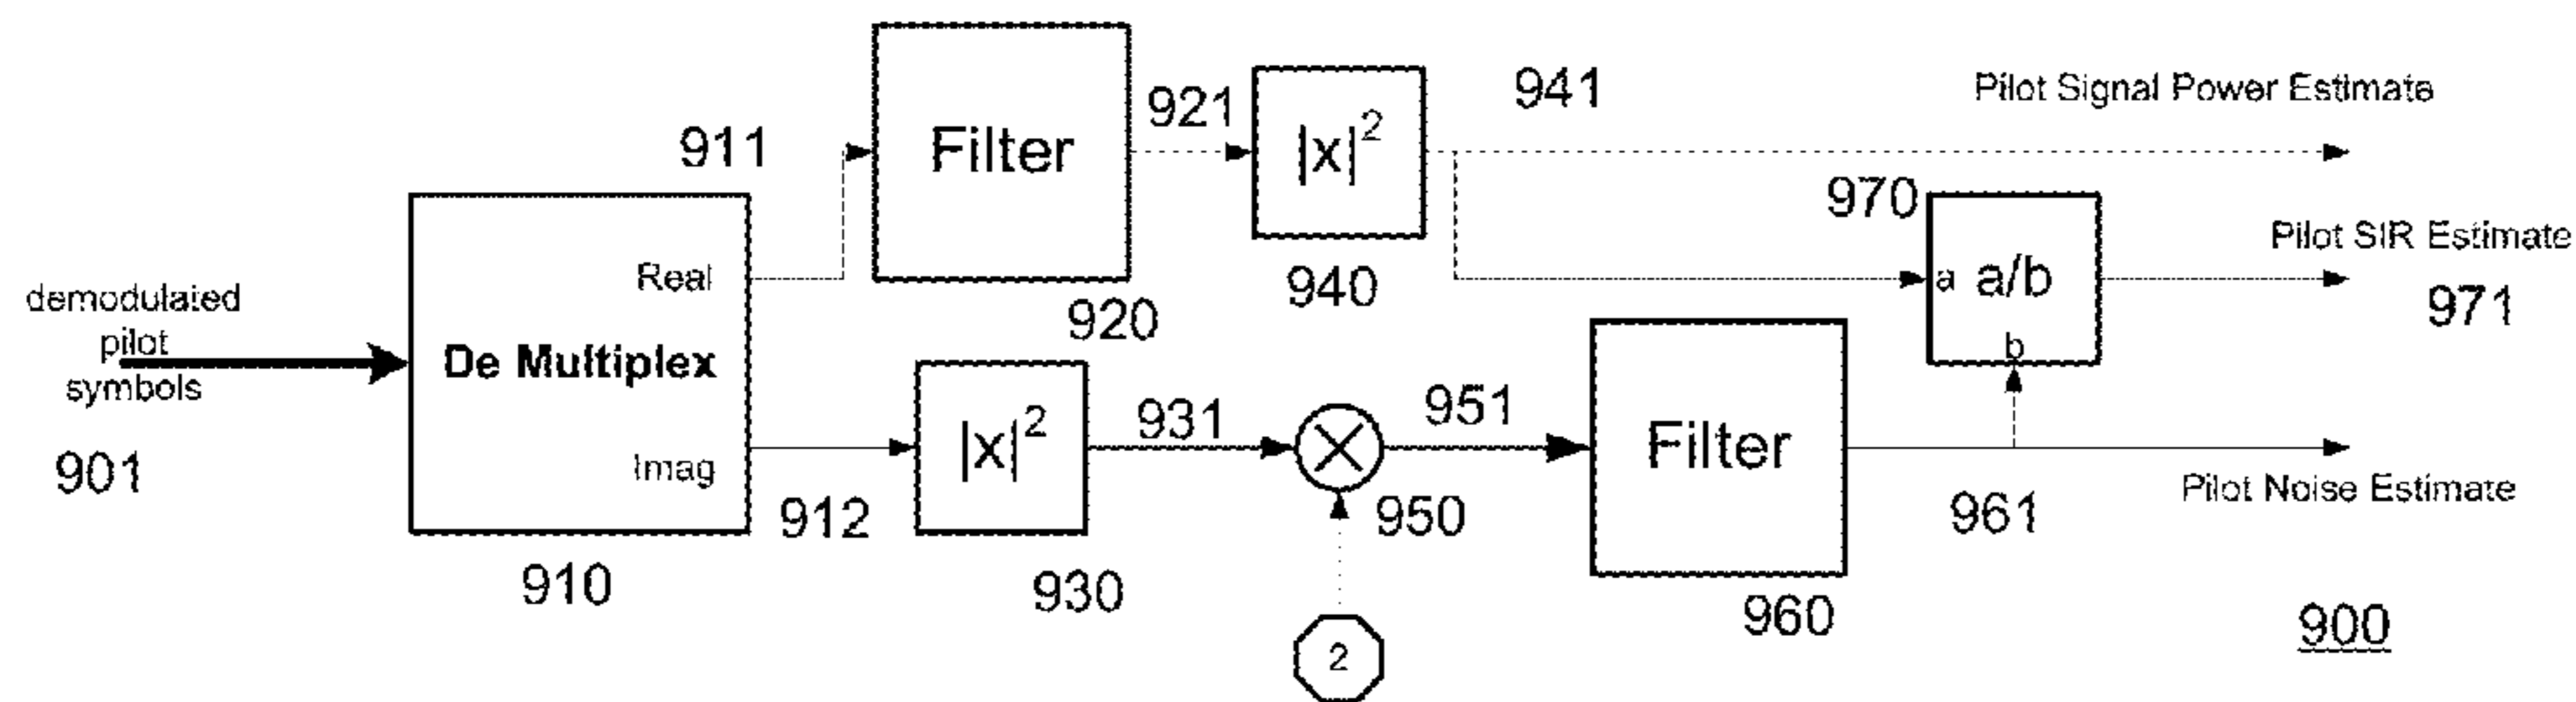 Filter
|x|²
921
941
Pilot Signal Power Estimate
911
970
Pilot SIR Estimate
a a/b
b
971
940
920
demodulated
pilot
symbols
901
Real
De Multiplex
Imag
910
912
|x|²
930
931
950
951
2
Filter
960
961
Pilot Noise Estimate
900